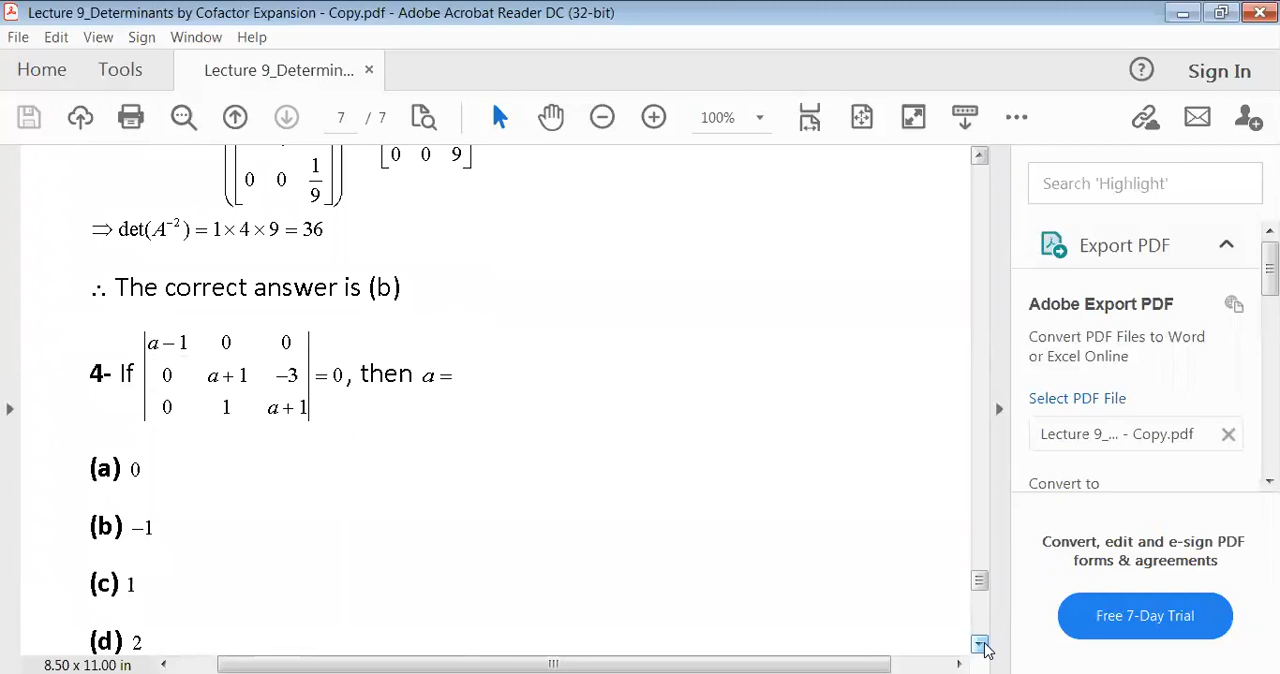 Lecture 9_Determinants by Cofactor Expansion - Copy.pdf - Adobe Acrobat Reader DC (32-bit)
File Edit View Sign Window Help
Home Tools Lecture 9_Determin... × ? Sign In
7 / 7 100%
1
0 0 9
0 0 1/9
⇒ det(A⁻²) = 1×4×9 = 36
∴ The correct answer is (b)
4- If | a−1 0 0 |
| 0 a+1 −3 | = 0, then a =
| 0 1 a+1 |
(a) 0
(b) −1
(c) 1
(d) 2
8.50 x 11.00 in
Search 'Highlight'
Export PDF
Adobe Export PDF
Convert PDF Files to Word
or Excel Online
Select PDF File
Lecture 9_... - Copy.pdf ×
Convert to
Convert, edit and e-sign PDF
forms & agreements
Free 7-Day Trial